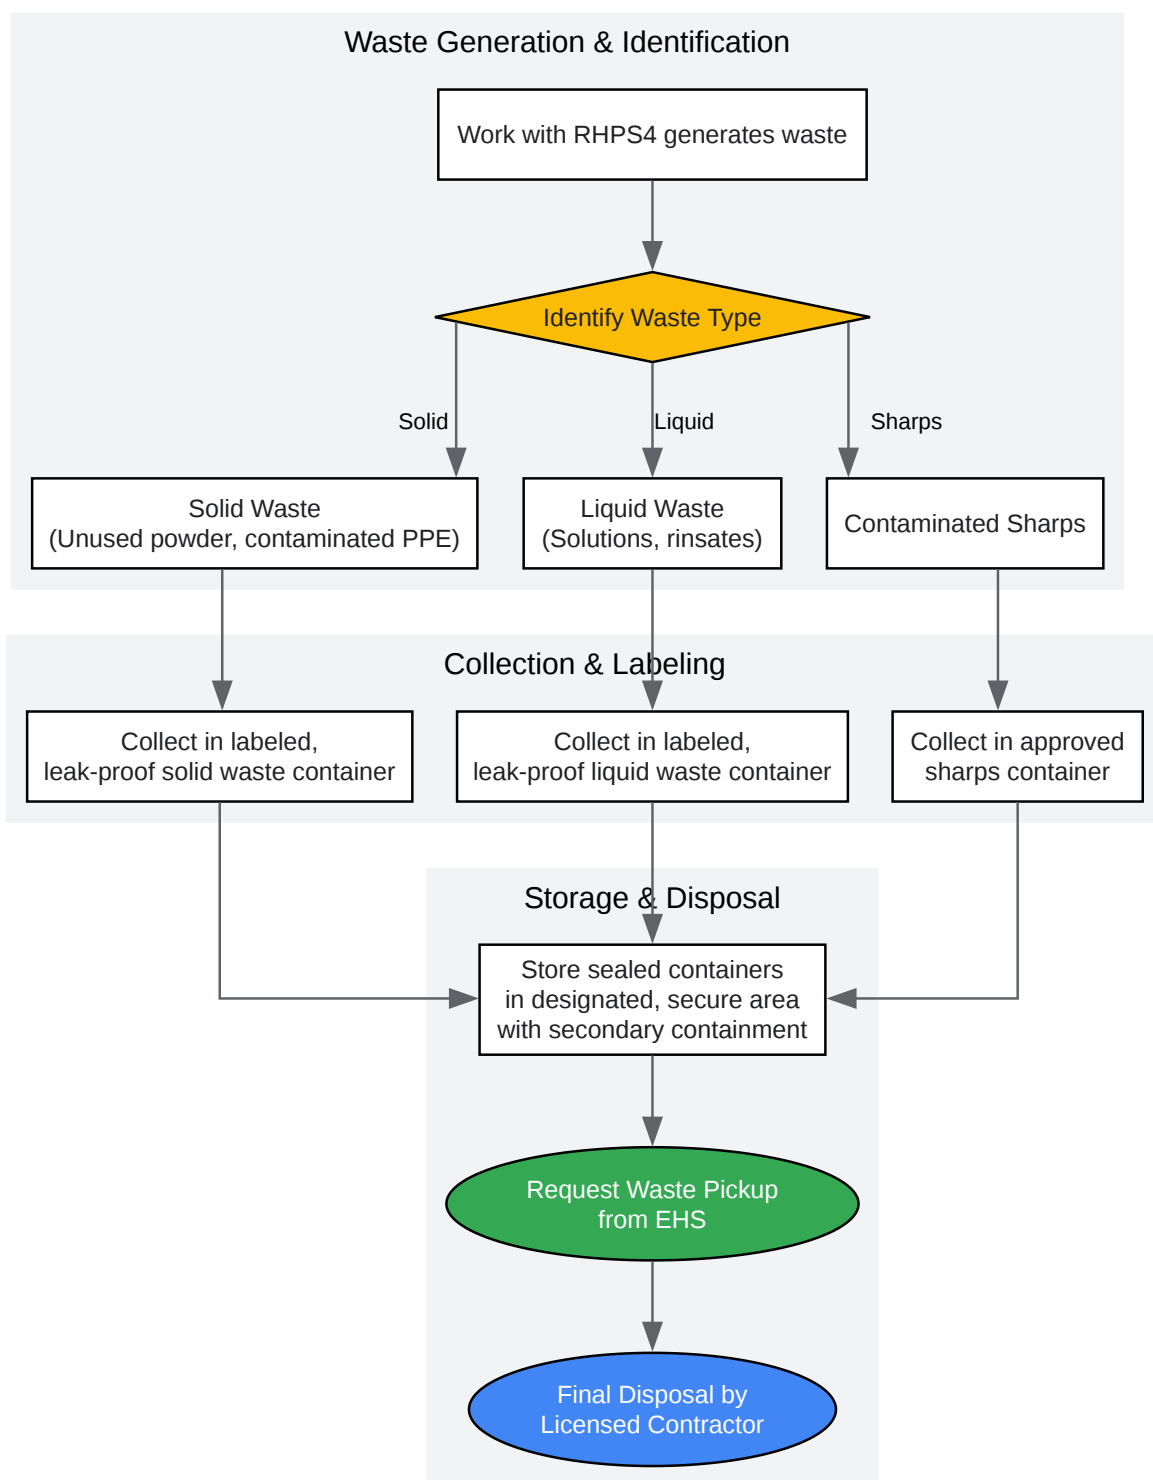 Waste Generation & Identification
Work with RHPS4 generates waste
Identify Waste Type
Solid
Liquid
Sharps
Solid Waste
(Unused powder, contaminated PPE)
Liquid Waste
(Solutions, rinsates)
Contaminated Sharps
Collection & Labeling
Collect in labeled,
leak-proof solid waste container
Collect in labeled,
leak-proof liquid waste container
Collect in approved
sharps container
Storage & Disposal
Store sealed containers
in designated, secure area
with secondary containment
Request Waste Pickup
from EHS
Final Disposal by
Licensed Contractor